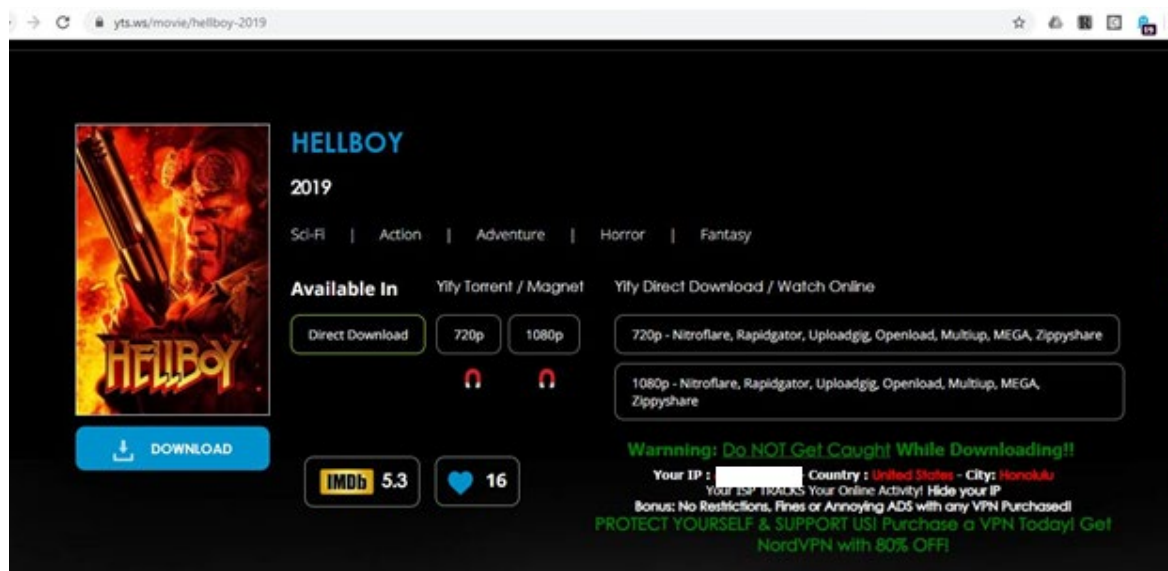 yts.ws/movie/hellboy-2019
HELLBOY
HELLBOY
2019
Sci-Fi | Action | Adventure | Horror | Fantasy
Available In
Yify Torrent / Magnet
Yify Direct Download / Watch Online
Direct Download
720p
1080p
720p - Nitroflare, Rapidgator, Uploadgig, Openload, Multiup, MEGA, Zippyshare
1080p - Nitroflare, Rapidgator, Uploadgig, Openload, Multiup, MEGA,
Zippyshare
DOWNLOAD
IMDb 5.3
16
Warnning: Do NOT Get Caught While Downloading!!
Your IP : - Country : United States - City: Honolulu
Your ISP TRACKS Your Online Activity! Hide your IP
Bonus: No Restrictions, Fines or Annoying ADS with any VPN Purchased!
PROTECT YOURSELF & SUPPORT US! Purchase a VPN Today! Get
NordVPN with 80% OFF!